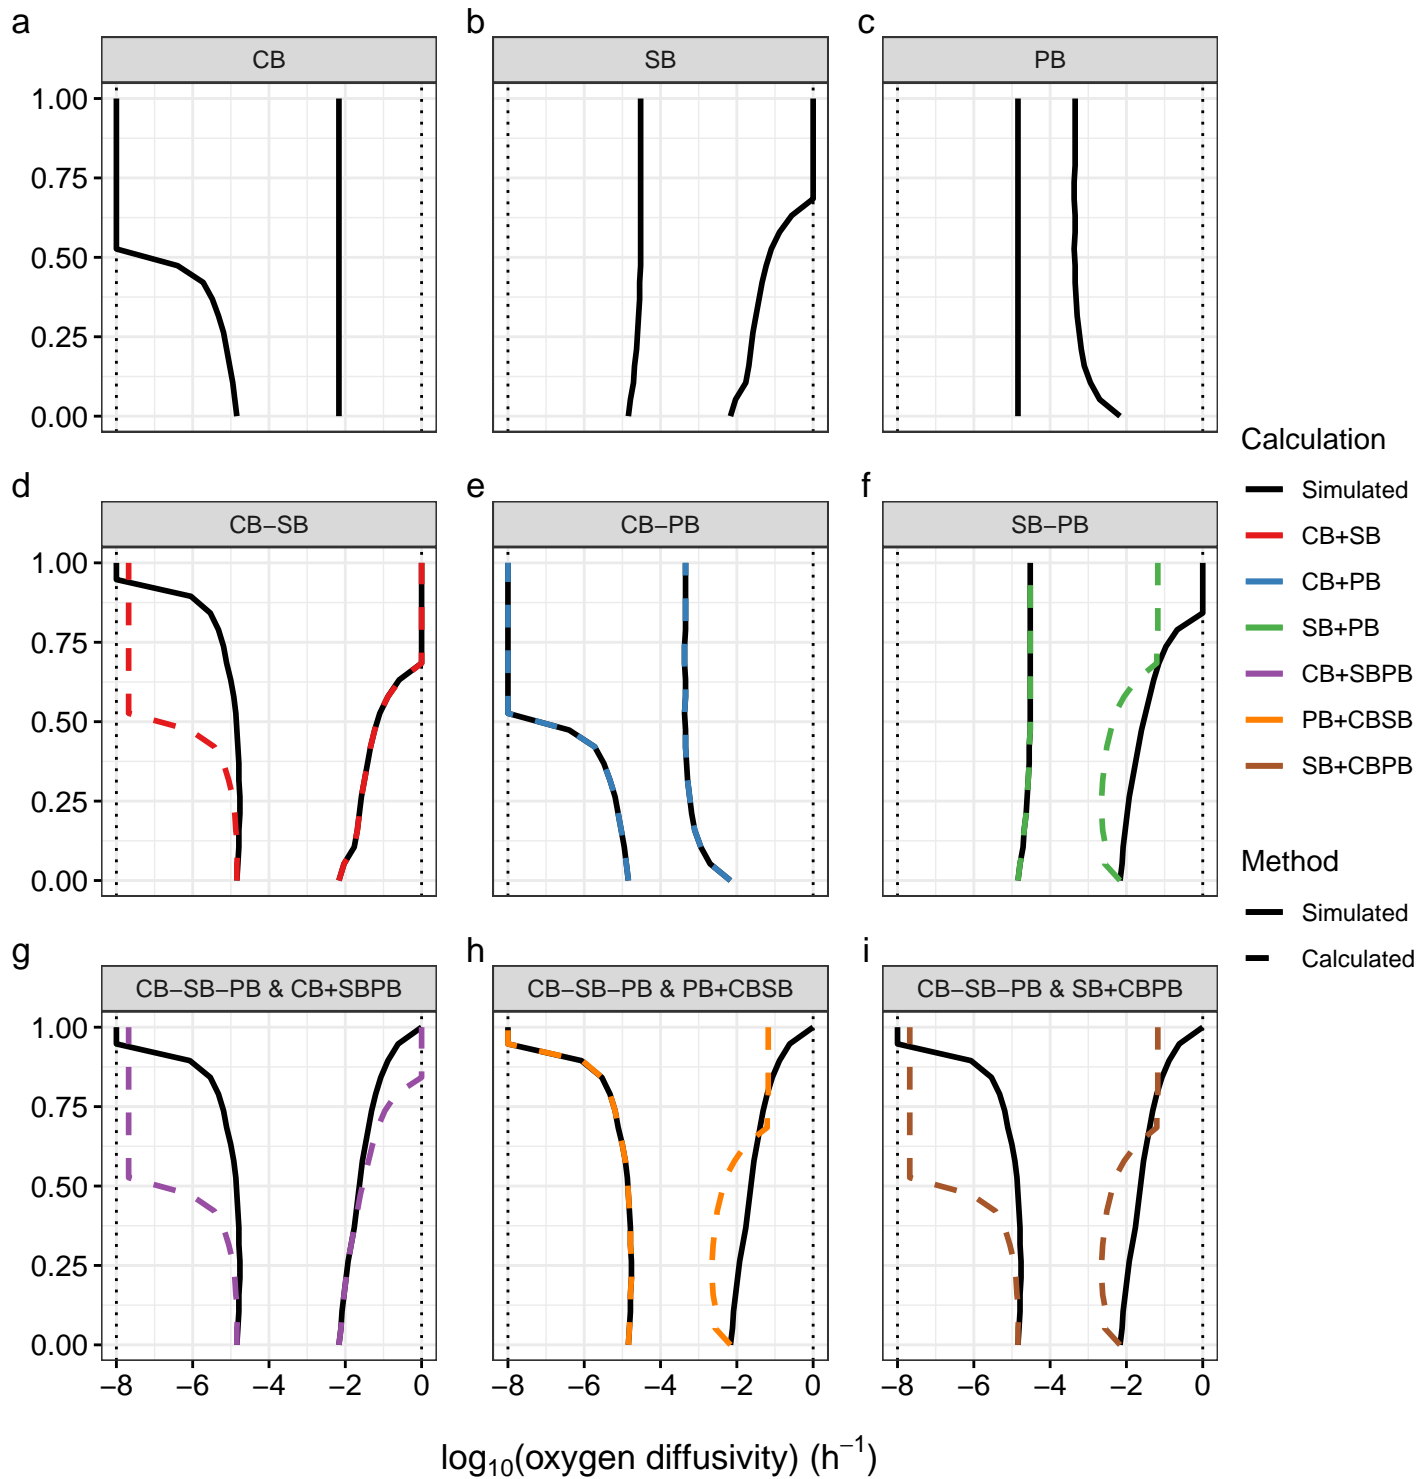 a
b
c
CB
SB
PB
1.00
0.75
0.50
0.25
0.00
d
e
f
CB−SB
CB−PB
SB−PB
1.00
0.75
0.50
0.25
0.00
g
h
i
CB−SB−PB & CB+SBPB
CB−SB−PB & PB+CBSB
CB−SB−PB & SB+CBPB
1.00
0.75
0.50
0.25
0.00
−8 −6 −4 −2 0
−8 −6 −4 −2 0
−8 −6 −4 −2 0
log₁₀(oxygen diffusivity) (h⁻¹)
Calculation
Simulated
CB+SB
CB+PB
SB+PB
CB+SBPB
PB+CBSB
SB+CBPB
Method
Simulated
Calculated